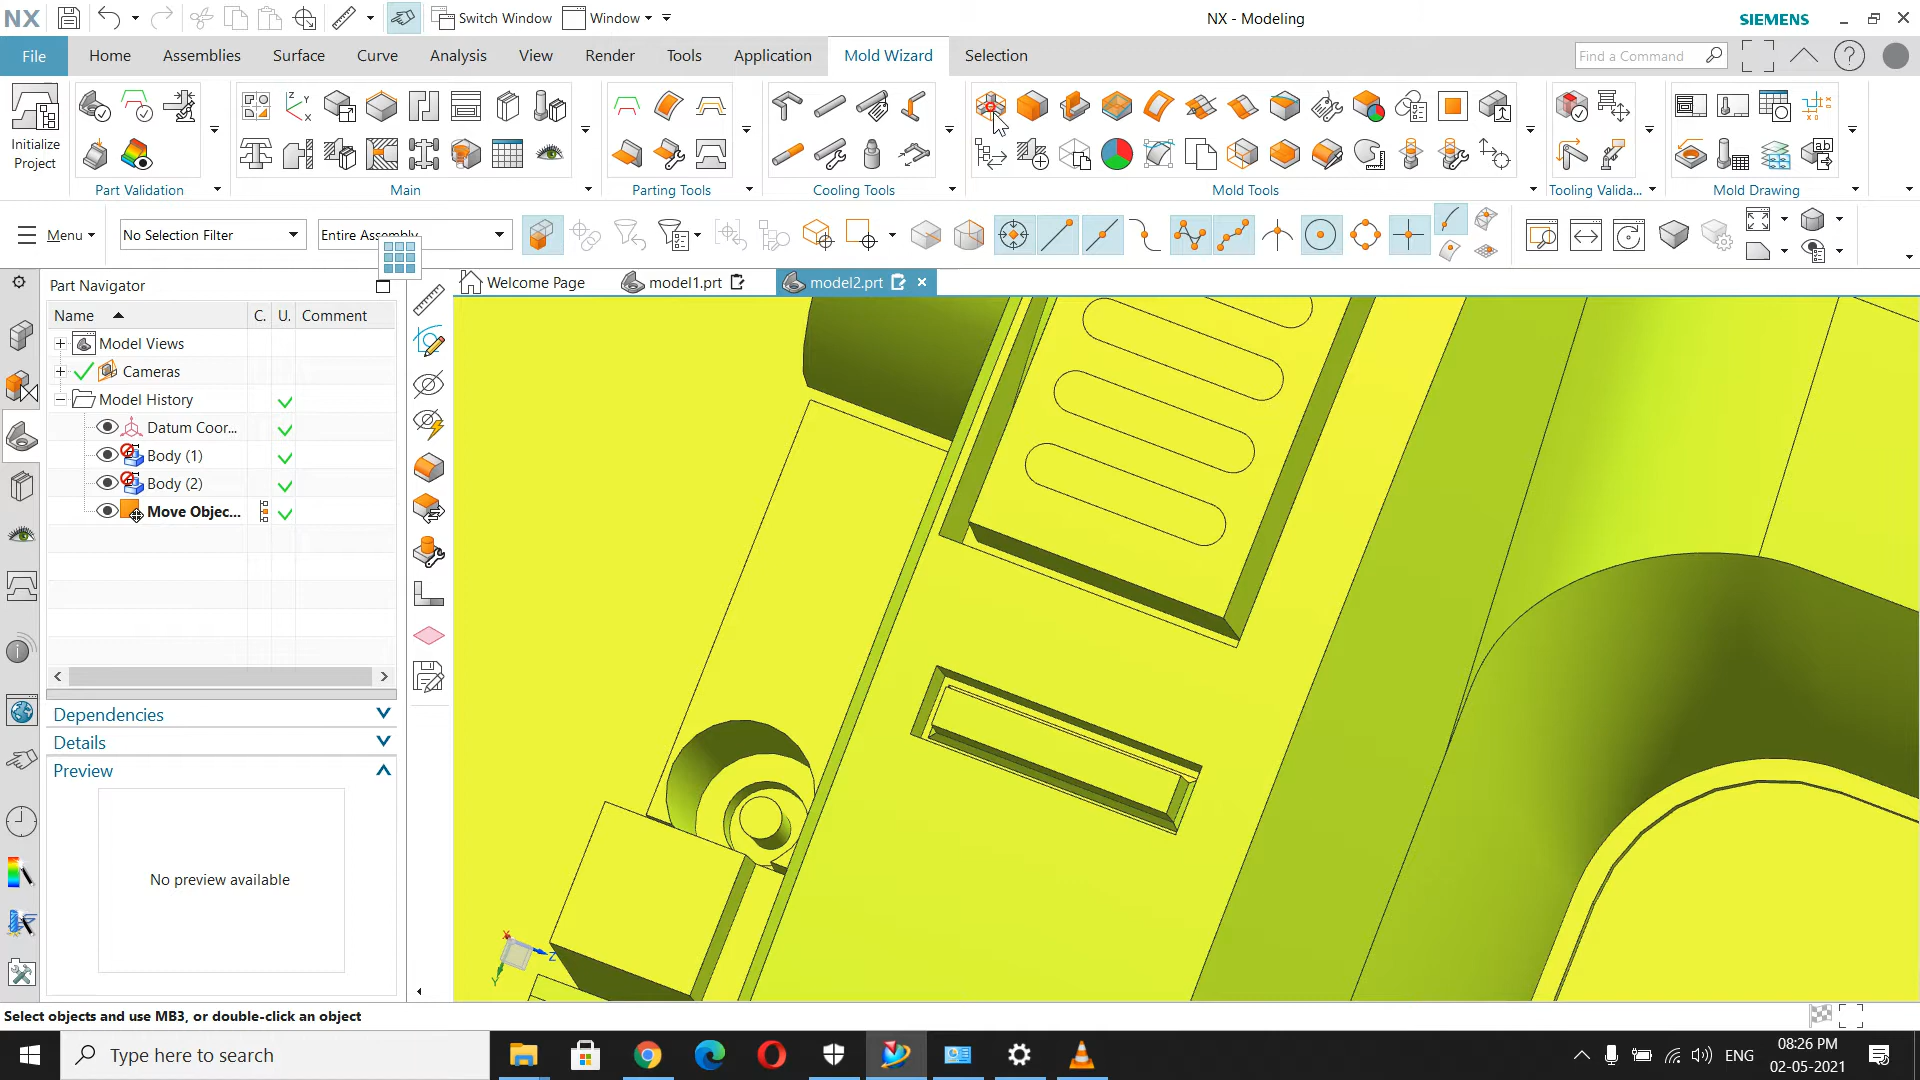 NX
Switch Window
Window
NX - Modeling
SIEMENS
File
Home
Assemblies
Surface
Curve
Analysis
View
Render
Tools
Application
Mold Wizard
Selection
Find a Command
Initialize
Project
Part Validation
Main
Parting Tools
Cooling Tools
Mold Tools
Tooling Valida...
Mold Drawing
Menu
No Selection Filter
Entire Assembly
Part Navigator
Welcome Page
model1.prt
model2.prt
Name
C.
U.
Comment
Model Views
Cameras
Model History
Datum Coor...
Body (1)
Body (2)
Move Objec...
Dependencies
Details
Preview
No preview available
X
Z
Y
Select objects and use MB3, or double-click an object
Type here to search
ENG
08:26 PM
02-05-2021